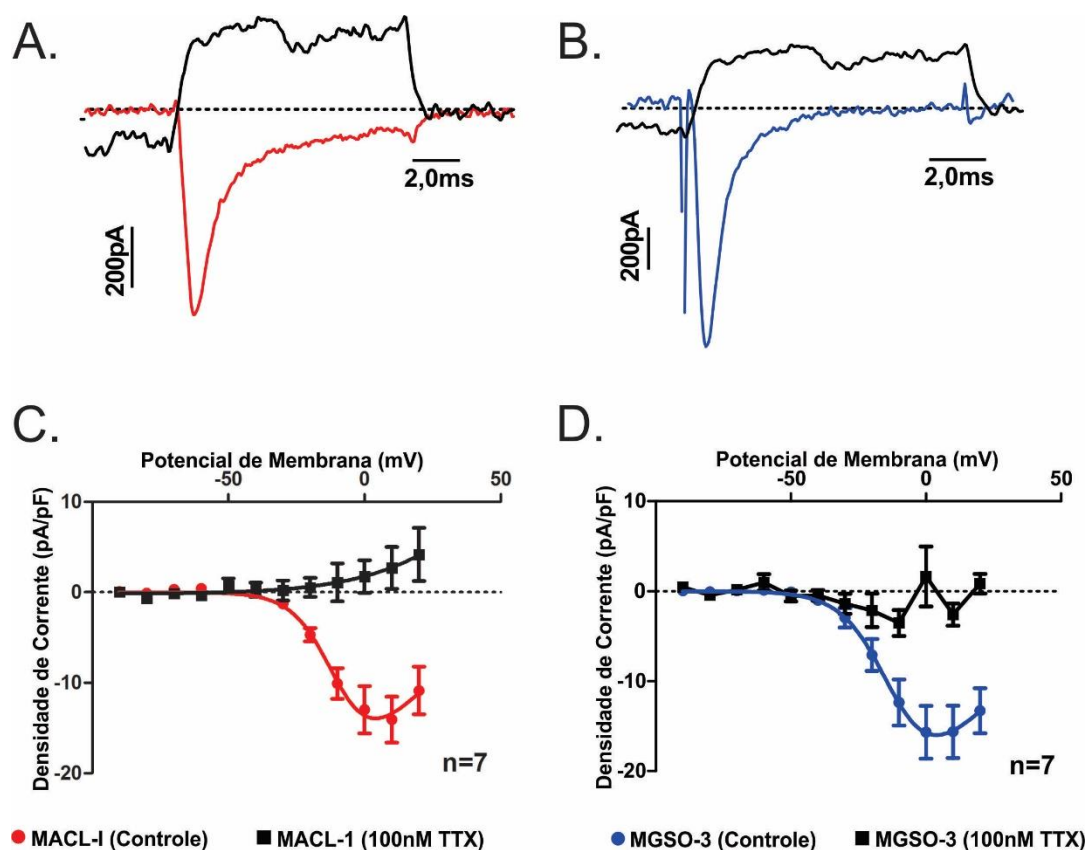 A.
2,0ms
200pA
B.
2,0ms
200pA
C.
Potencial de Membrana (mV)
-50
0
50
10
0
-10
-20
Densidade de Corrente (pA/pF)
n=7
D.
Potencial de Membrana (mV)
-50
0
50
10
0
-10
-20
Densidade de Corrente (pA/pF)
n=7
MACL-I (Controle)
MACL-1 (100nM TTX)
MGSO-3 (Controle)
MGSO-3 (100nM TTX)